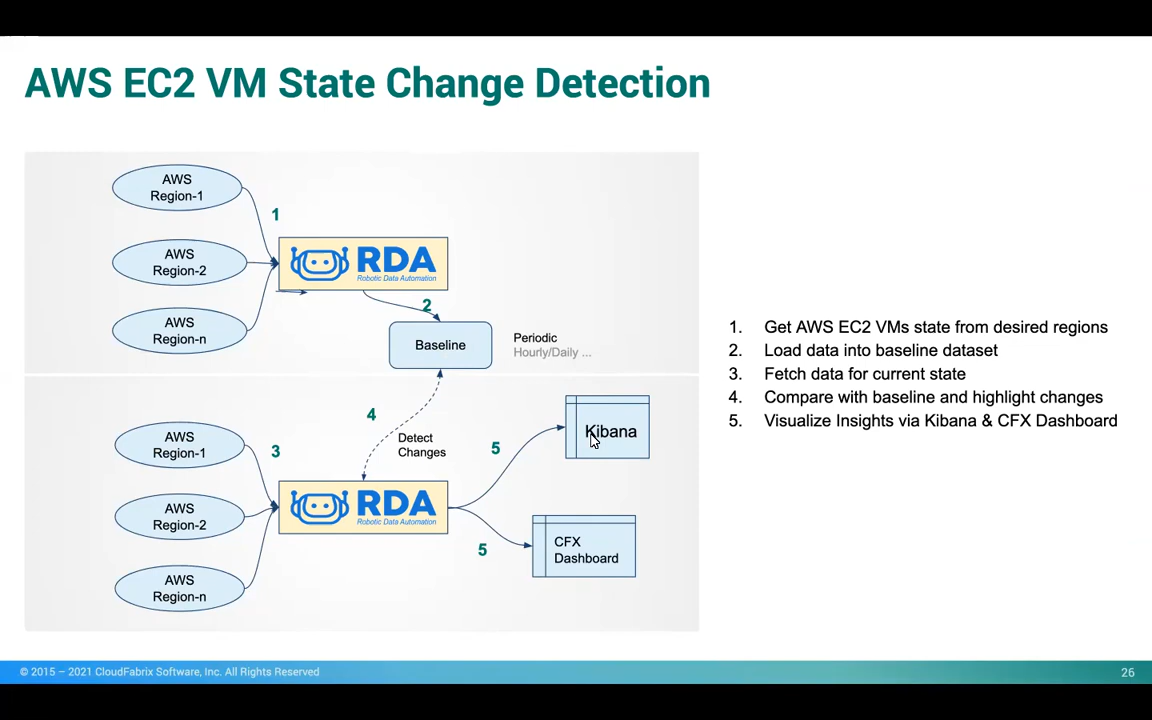 AWS EC2 VM State Change Detection
AWS
Region-1
1
AWS
Region-2
RDA
Robotic Data Automation
2
AWS
Region-n
Baseline
Periodic
Hourly/Daily ...
1. Get AWS EC2 VMs state from desired regions
2. Load data into baseline dataset
3. Fetch data for current state
4. Compare with baseline and highlight changes
5. Visualize Insights via Kibana & CFX Dashboard
4
Detect
Changes
AWS
Region-1
3
5
Kibana
AWS
Region-2
RDA
Robotic Data Automation
5
CFX
Dashboard
AWS
Region-n
© 2015 – 2021 CloudFabrix Software, Inc. All Rights Reserved
26